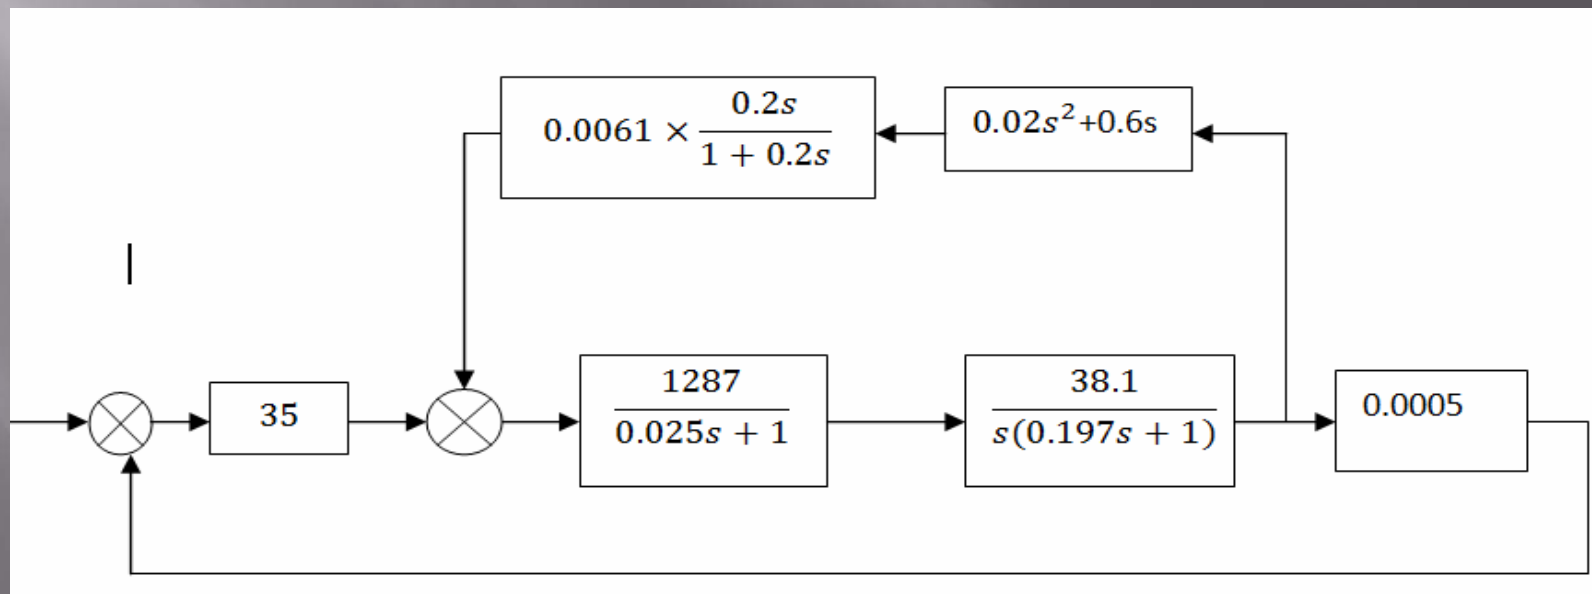 0.0061 × 0.2s / 1 + 0.2s
0.02s²+0.6s
35
1287 / 0.025s + 1
38.1 / s(0.197s + 1)
0.0005